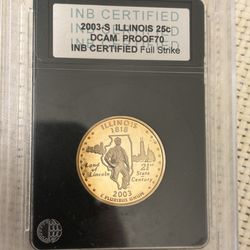 INB CERTIFIED
2003-S ILLINOIS 25c
DCAM PROOF70
INB CERTIFIED Full Strike
ILLINOIS
1818
Land of Lincoln
21st State Century
2003
E PLURIBUS UNUM